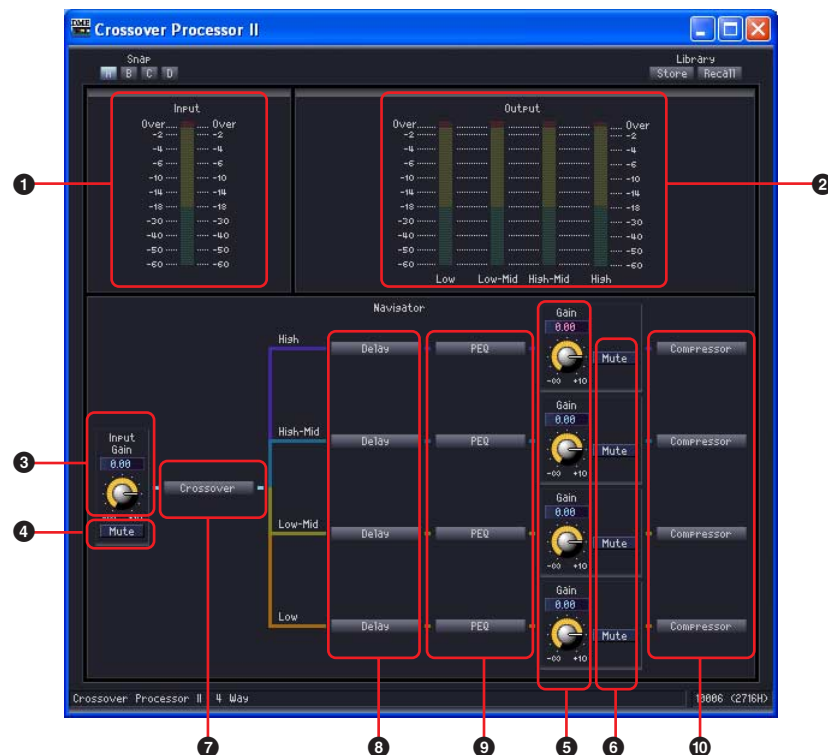 Crossover Processor II
Snap
A B C D
Library
Store Recall
Input
Output
Over Over
-2 -2
-4 -4
-6 -6
-10 -10
-14 -14
-18 -18
-30 -30
-40 -40
-50 -50
-60 -60
Over Over
-2 -2
-4 -4
-6 -6
-10 -10
-14 -14
-18 -18
-30 -30
-40 -40
-50 -50
-60 -60
Low Low-Mid High-Mid High
1
2
Navigator
High
Delay
PEQ
Gain
0.00
-∞ +10
Mute
Compressor
High-Mid
Delay
PEQ
Gain
0.00
-∞ +10
Mute
Compressor
3
Input
Gain
0.00
Crossover
4
Mute
Low-Mid
Delay
PEQ
Gain
0.00
-∞ +10
Mute
Compressor
Low
Delay
PEQ
Gain
0.00
-∞ +10
Mute
Compressor
Crossover Processor II 4 Way
10006 (2716H)
7 8 9 5 6 10